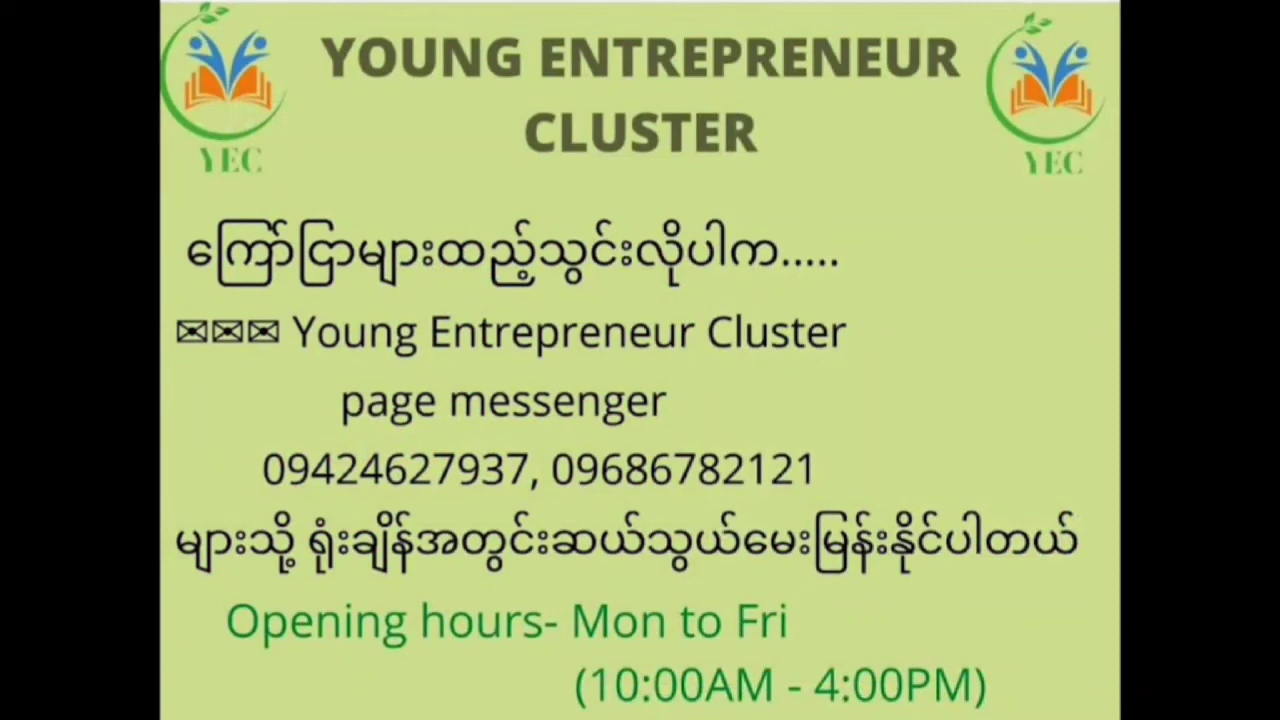 YOUNG ENTREPRENEUR
CLUSTER
YEC
YEC
ကြော်ငြာများထည့်သွင်းလိုပါက.....
✉✉✉ Young Entrepreneur Cluster
page messenger
09424627937, 09686782121
များသို့ ရုံးချိန်အတွင်းဆယ်သွယ်မေးမြန်းနိုင်ပါတယ်
Opening hours- Mon to Fri
(10:00AM - 4:00PM)